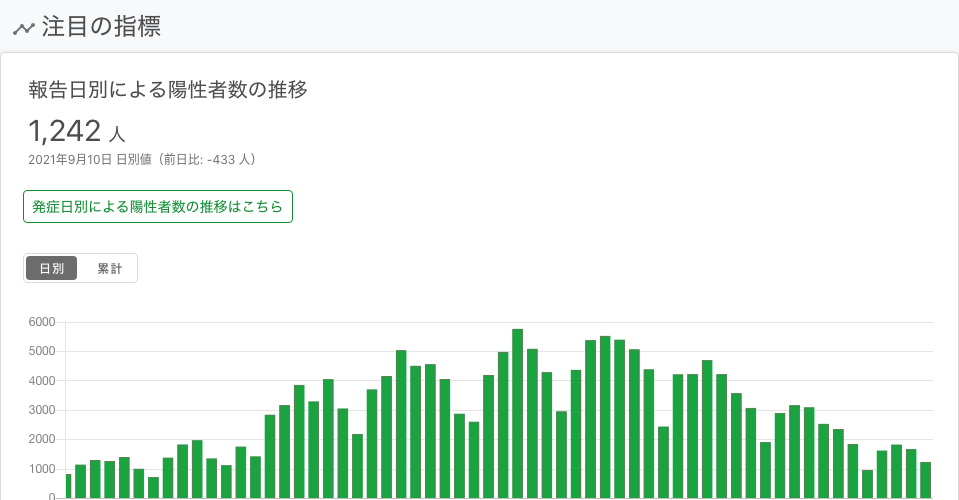 注目の指標
報告日別による陽性者数の推移
1,242 人
2021年9月10日 日別値（前日比: -433 人）
発症日別による陽性者数の推移はこちら
日別 累計
6000
5000
4000
3000
2000
1000
0